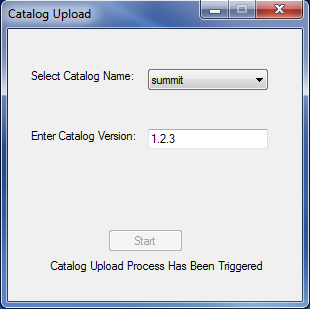 Catalog Upload
Select Catalog Name: summit
Enter Catalog Version: 1.2.3
Start
Catalog Upload Process Has Been Triggered